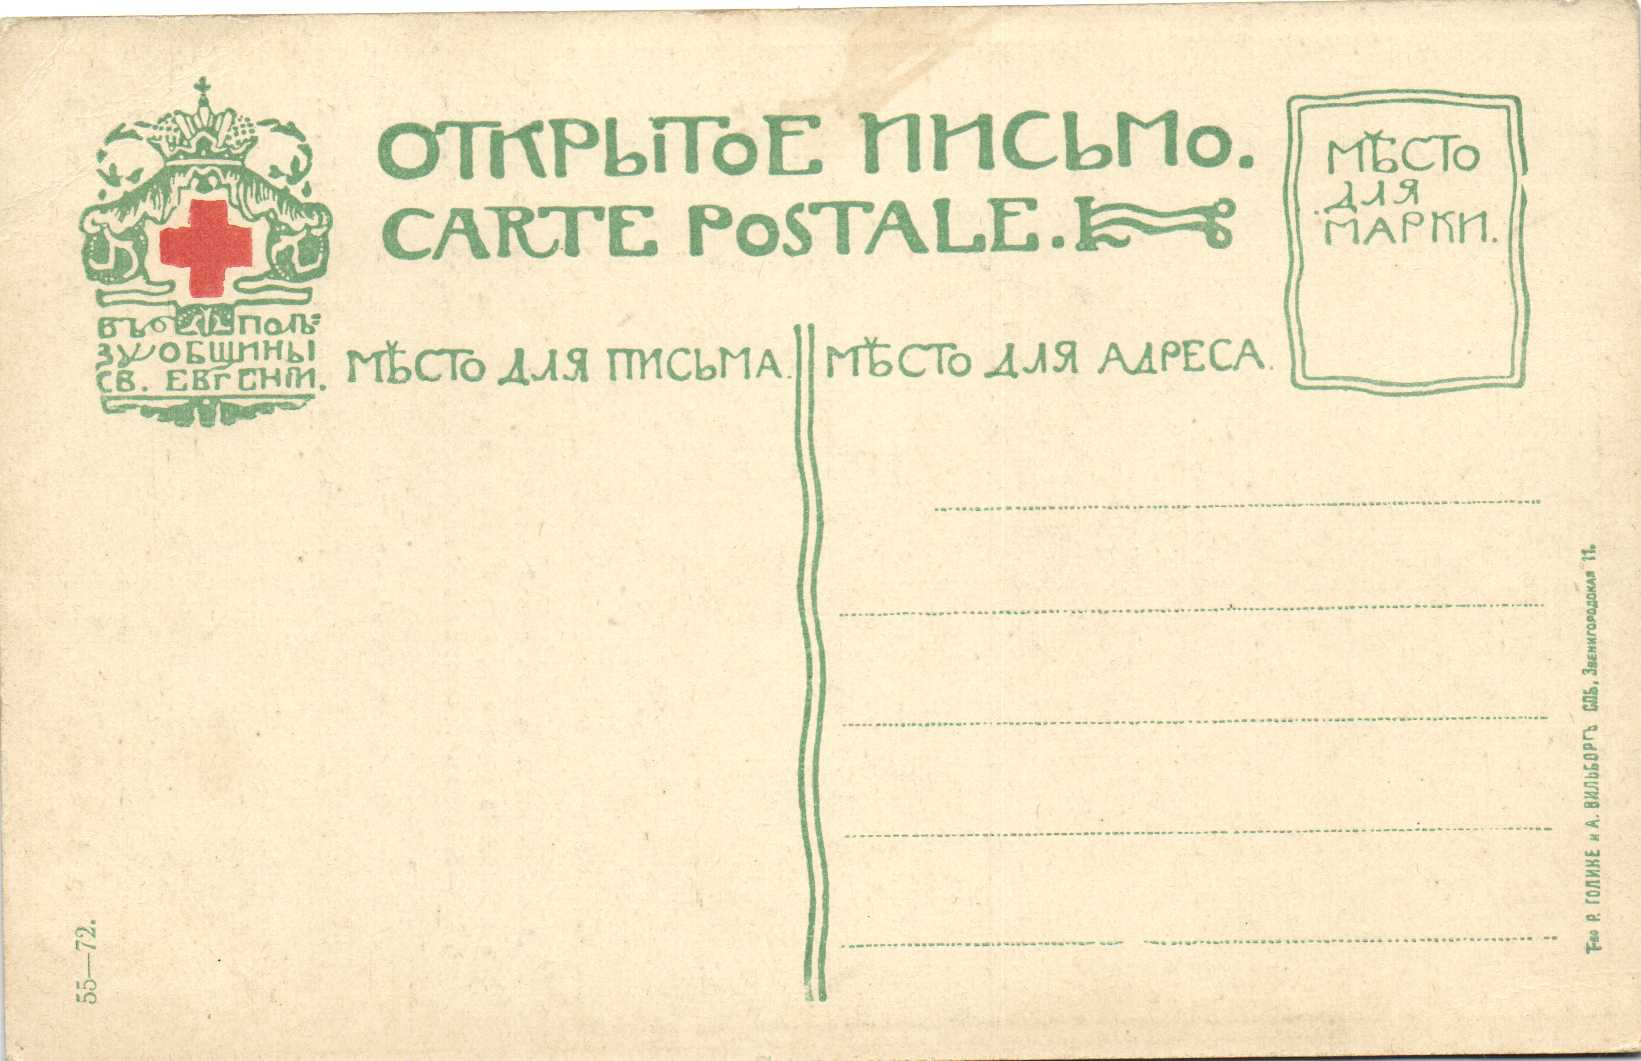 ОТКРЫТОЕ ПИСЬМО.
CARTE POSTALE.
МѢСТО
ДЛЯ
МАРКИ.
ВЪ ПОЛЬ=
ЗУ ОБЩИНЫ
СВ. ЕВГЕНІИ.
МѢСТО ДЛЯ ПИСЬМА.
МѢСТО ДЛЯ АДРЕСА.
55—72.
Т-во Р. ГОЛИКЕ и А. ВИЛЬБОРГЪ СПБ, Звенигородская 11.